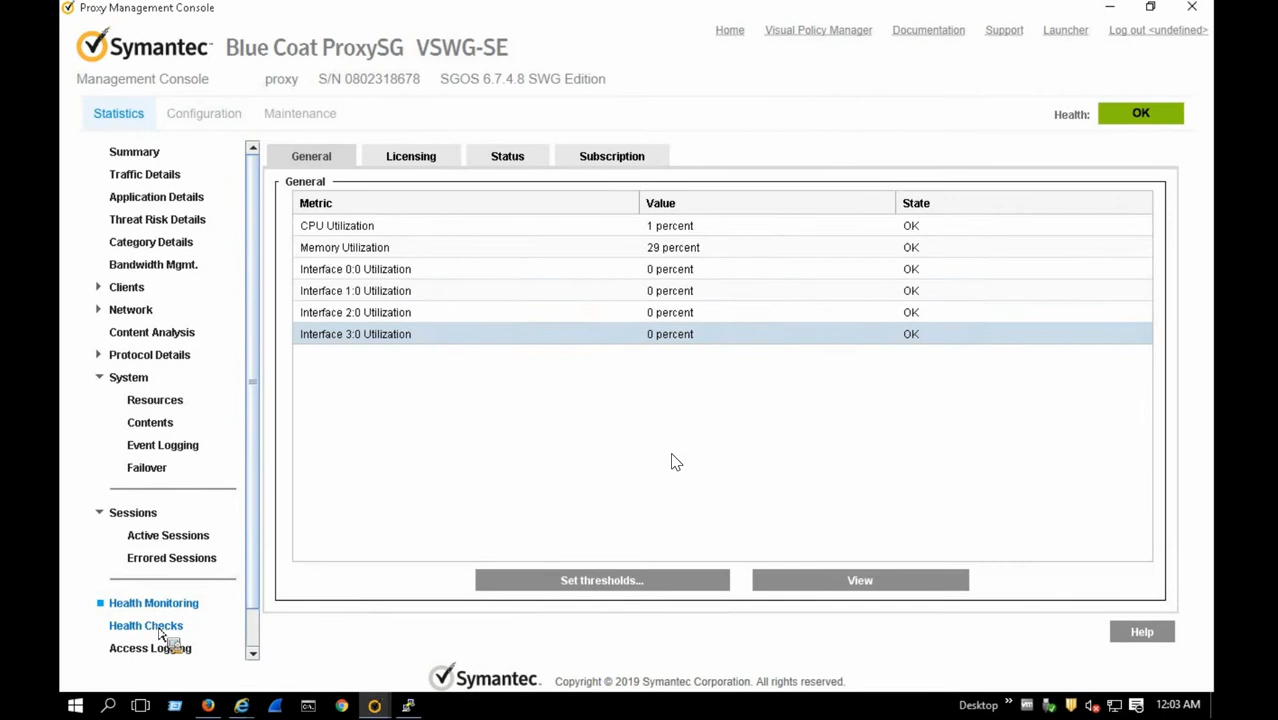 Proxy Management Console
Symantec Blue Coat ProxySG VSWG-SE
Home Visual Policy Manager Documentation Support Launcher Log out <undefined>
Management Console proxy S/N 0802318678 SGOS 6.7.4.8 SWG Edition
Statistics Configuration Maintenance Health: OK
Summary
Traffic Details
Application Details
Threat Risk Details
Category Details
Bandwidth Mgmt.
Clients
Network
Content Analysis
Protocol Details
System
Resources
Contents
Event Logging
Failover
Sessions
Active Sessions
Errored Sessions
Health Monitoring
Health Checks
Access Logging
General Licensing Status Subscription
General
Metric Value State
CPU Utilization 1 percent OK
Memory Utilization 29 percent OK
Interface 0:0 Utilization 0 percent OK
Interface 1:0 Utilization 0 percent OK
Interface 2:0 Utilization 0 percent OK
Interface 3:0 Utilization 0 percent OK
Set thresholds... View
Help
Symantec. Copyright © 2019 Symantec Corporation. All rights reserved.
Desktop » 12:03 AM